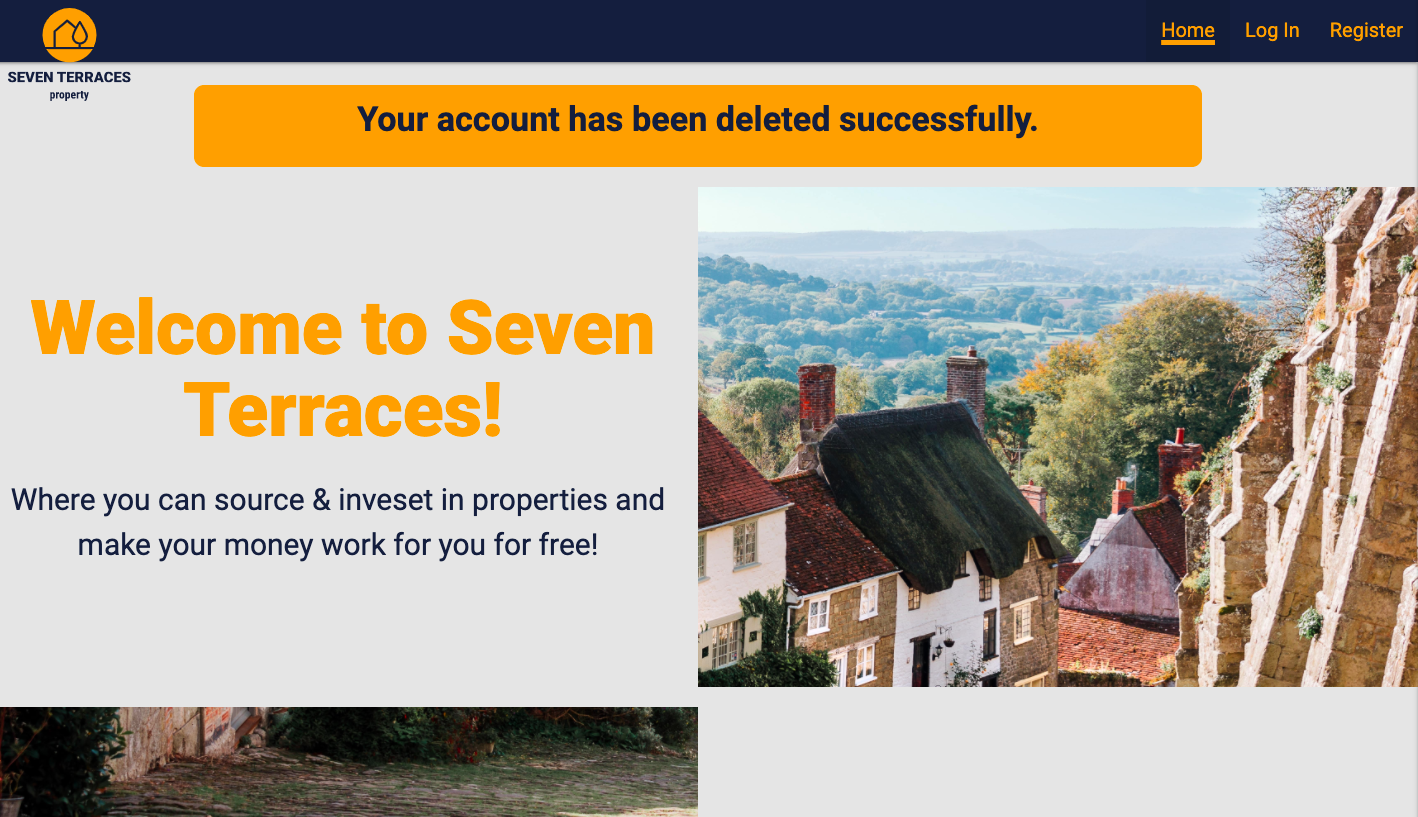 Home Log In Register
SEVEN TERRACES
property
Your account has been deleted successfully.
Welcome to Seven
Terraces!
Where you can source & inveset in properties and
make your money work for you for free!